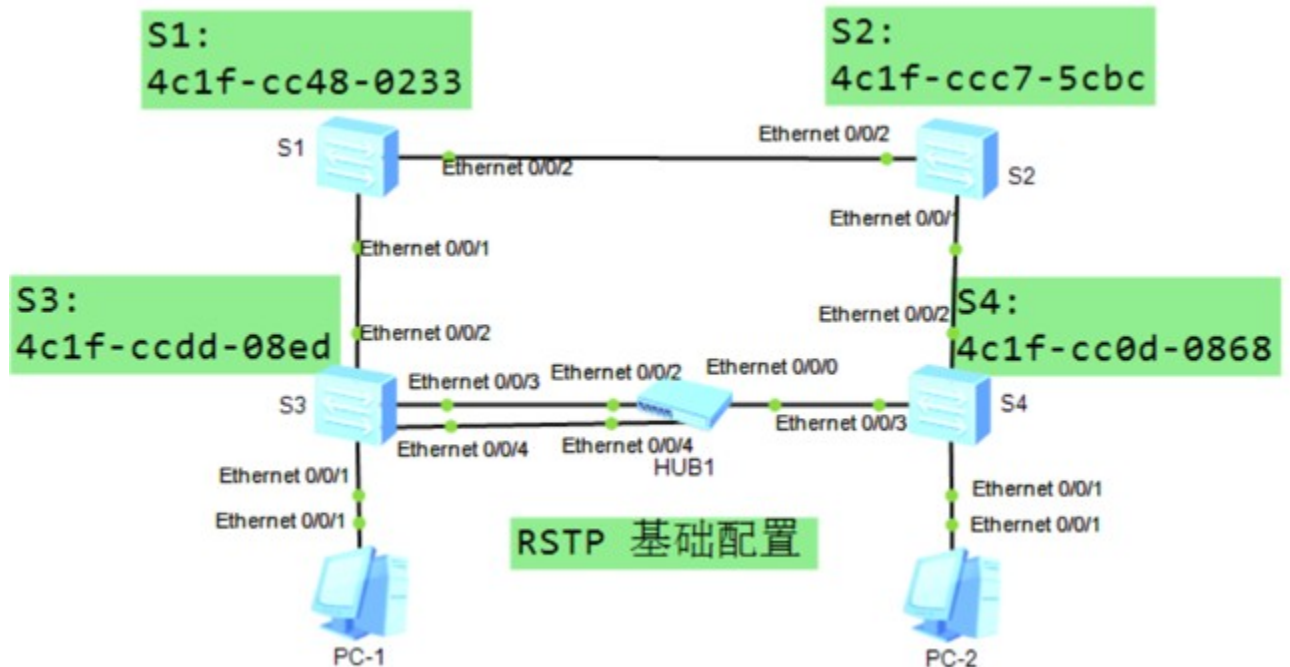 S1:
4c1f-cc48-0233
S2:
4c1f-ccc7-5cbc
S1
Ethernet 0/0/2
Ethernet 0/0/2
S2
Ethernet 0/0/1
Ethernet 0/0/1
S3:
4c1f-ccdd-08ed
Ethernet 0/0/2
Ethernet 0/0/2
S4:
4c1f-cc0d-0868
S3
Ethernet 0/0/3
Ethernet 0/0/2
Ethernet 0/0/0
S4
Ethernet 0/0/4
Ethernet 0/0/4
Ethernet 0/0/3
HUB1
Ethernet 0/0/1
Ethernet 0/0/1
Ethernet 0/0/1
Ethernet 0/0/1
RSTP 基础配置
PC-1
PC-2